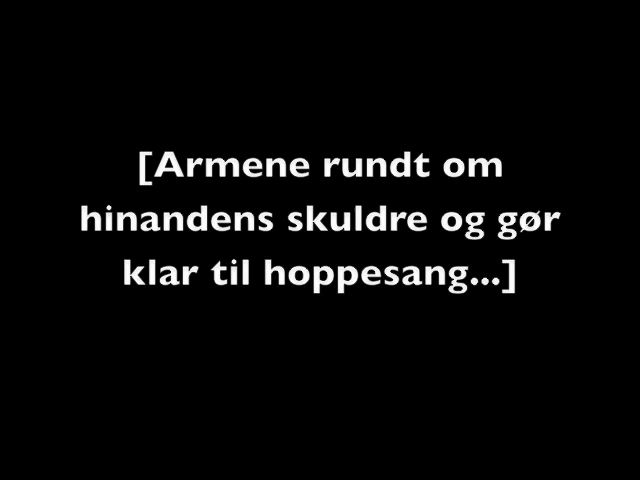 [Armene rundt om
hinandens skuldre og gør
klar til hoppesang...]